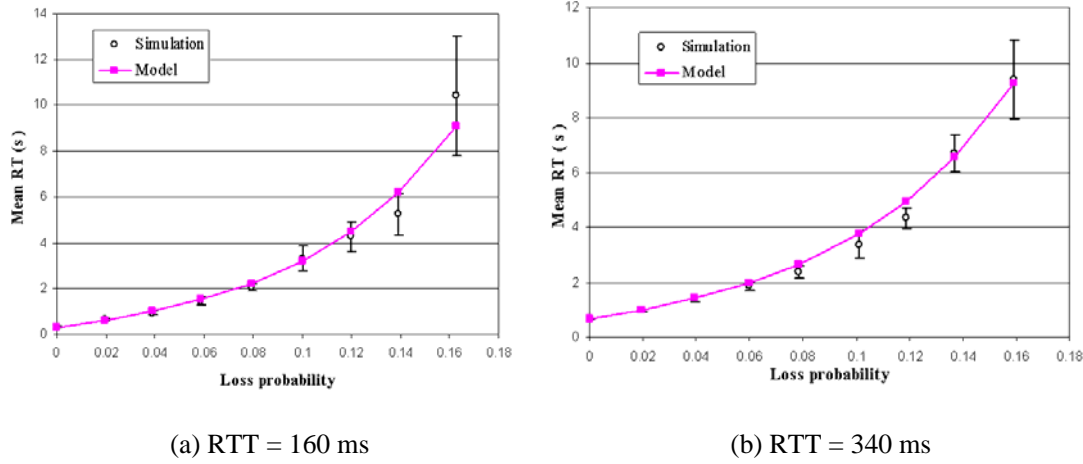 14
12
10
8
6
4
2
0
Mean RT (s)
Simulation
Model
0 0.02 0.04 0.06 0.08 0.1 0.12 0.14 0.16 0.18
Loss probability
(a) RTT = 160 ms
12
10
8
6
4
2
0
Mean RT ( s )
Simulation
Model
0 0.02 0.04 0.06 0.08 0.1 0.12 0.14 0.16 0.18
Loss probability
(b) RTT = 340 ms